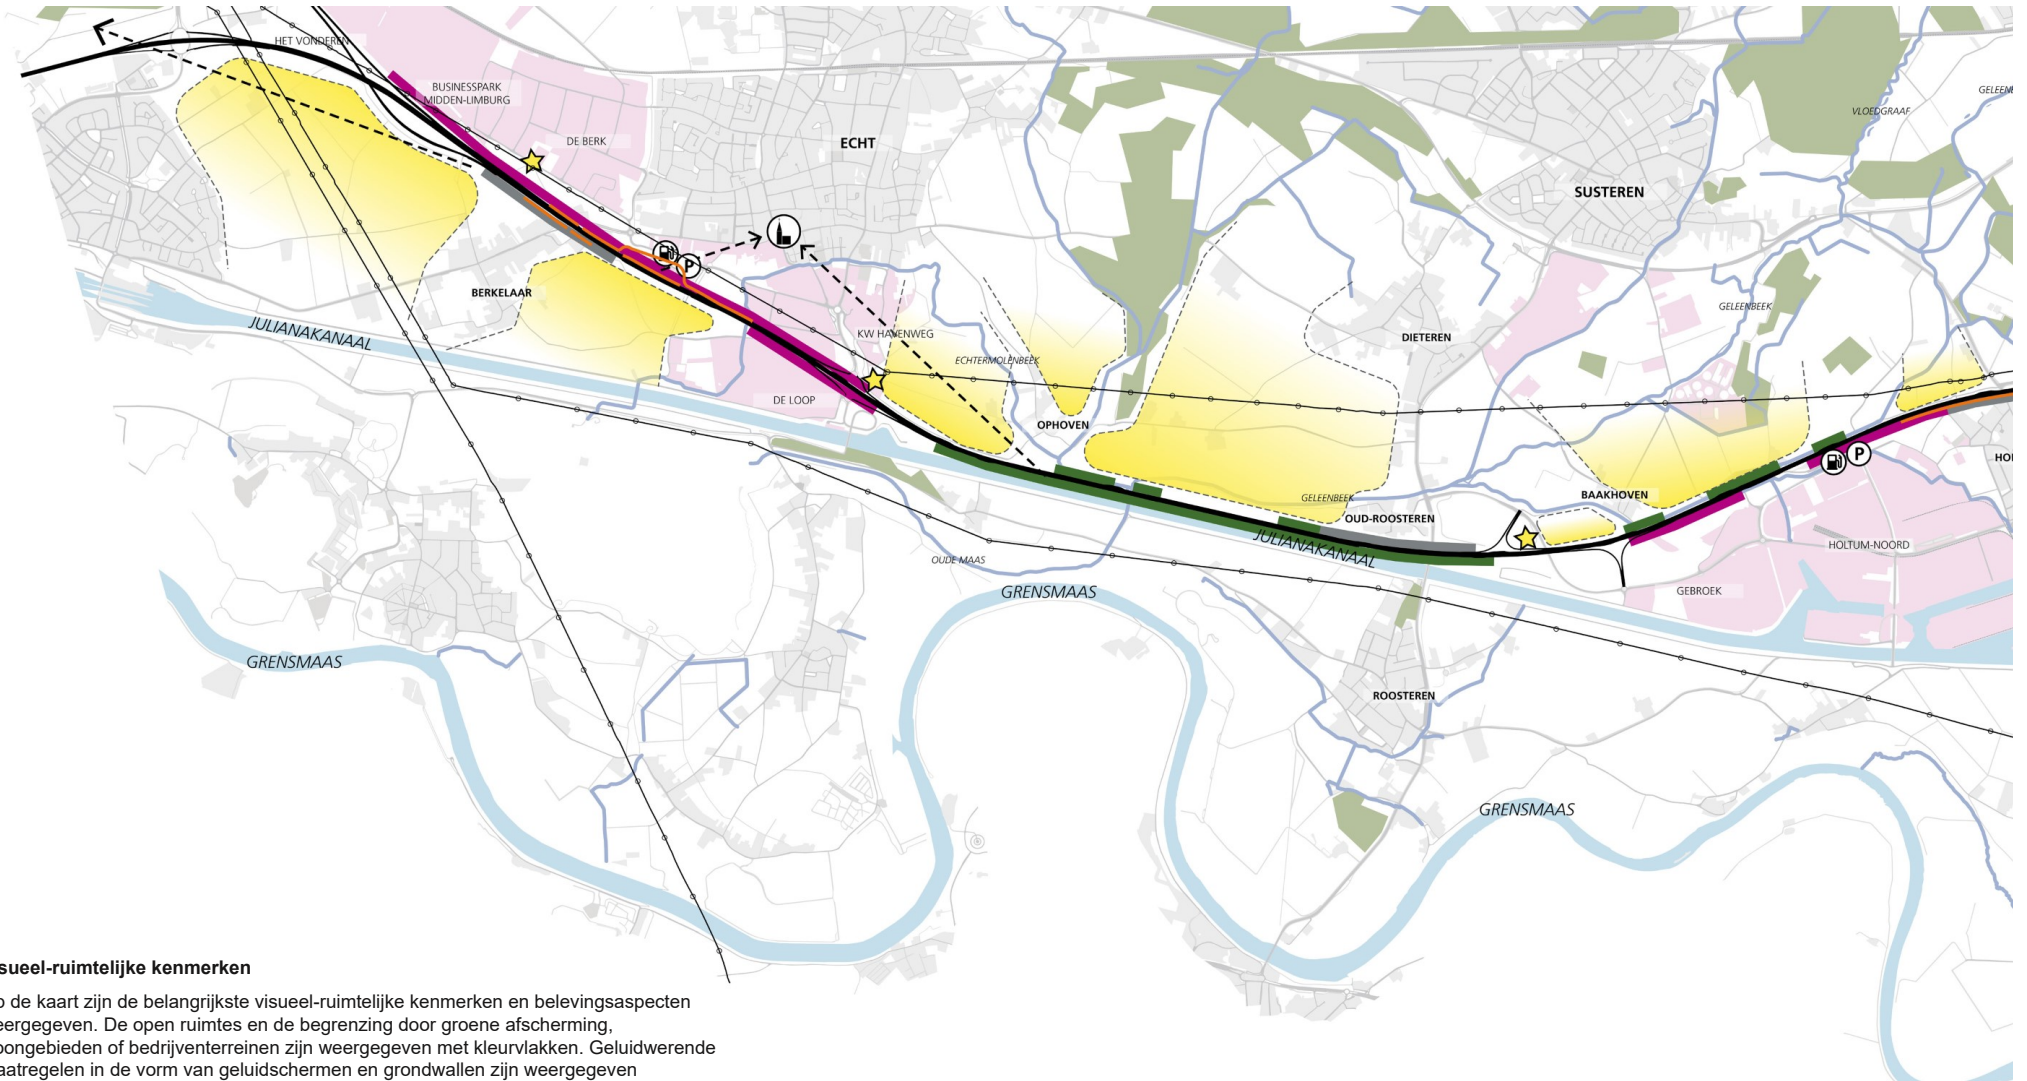 HET VONDEREN
BUSINESSPARK
MIDDEN-LIMBURG
DE BERK
ECHT
SUSTEREN
VLOEDGRAAF
BERKELAAR
P
JULIANAKANAAL
KW HAVENWEG
ECHTERMOLENBEEK
DE LOOP
OPHOVEN
DIETEREN
GELEENBEEK
GELEENBEEK
OUD-ROOSTEREN
BAAKHOVEN
P
HOLTUM-NOORD
JULIANAKANAAL
GEBROEK
OUDE MAAS
GRENSMAAS
GRENSMAAS
ROOSTEREN
GRENSMAAS
sueel-ruimtelijke kenmerken
de kaart zijn de belangrijkste visueel-ruimtelijke kenmerken en belevingsaspecten
eergegeven. De open ruimtes en de begrenzing door groene afscherming,
oongebieden of bedrijventerreinen zijn weergegeven met kleurvlakken. Geluidwerende
aatregelen in de vorm van geluidschermen en grondwallen zijn weergegeven